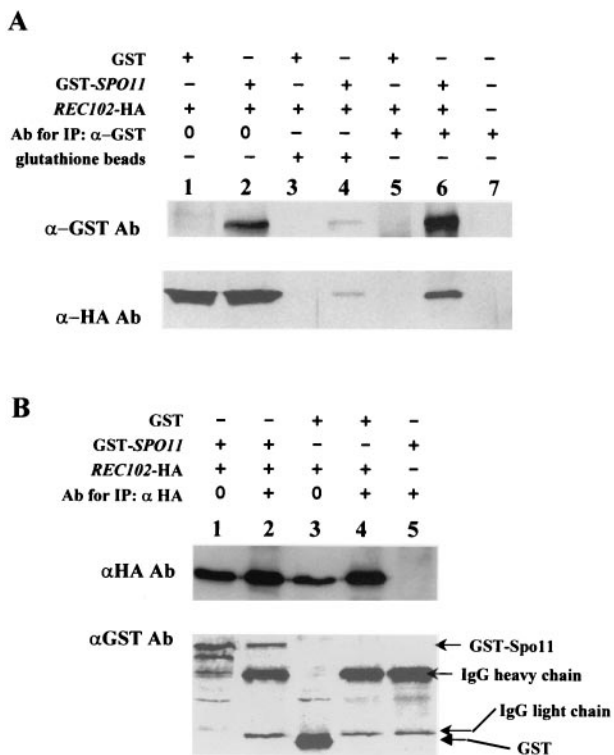 A
GST + – + – + – –
GST-SPO11 – + – + – + –
REC102-HA + + + + + + –
Ab for IP: α–GST 0 0 – – + + +
glutathione beads – – + + – – –
1 2 3 4 5 6 7
α–GST Ab
α–HA Ab
B
GST – – + +
GST-SPO11 + + – – +
REC102-HA + + + + –
Ab for IP: α HA 0 + 0 + +
1 2 3 4 5
αHA Ab
αGST Ab
GST-Spo11
IgG heavy chain
IgG light chain
GST